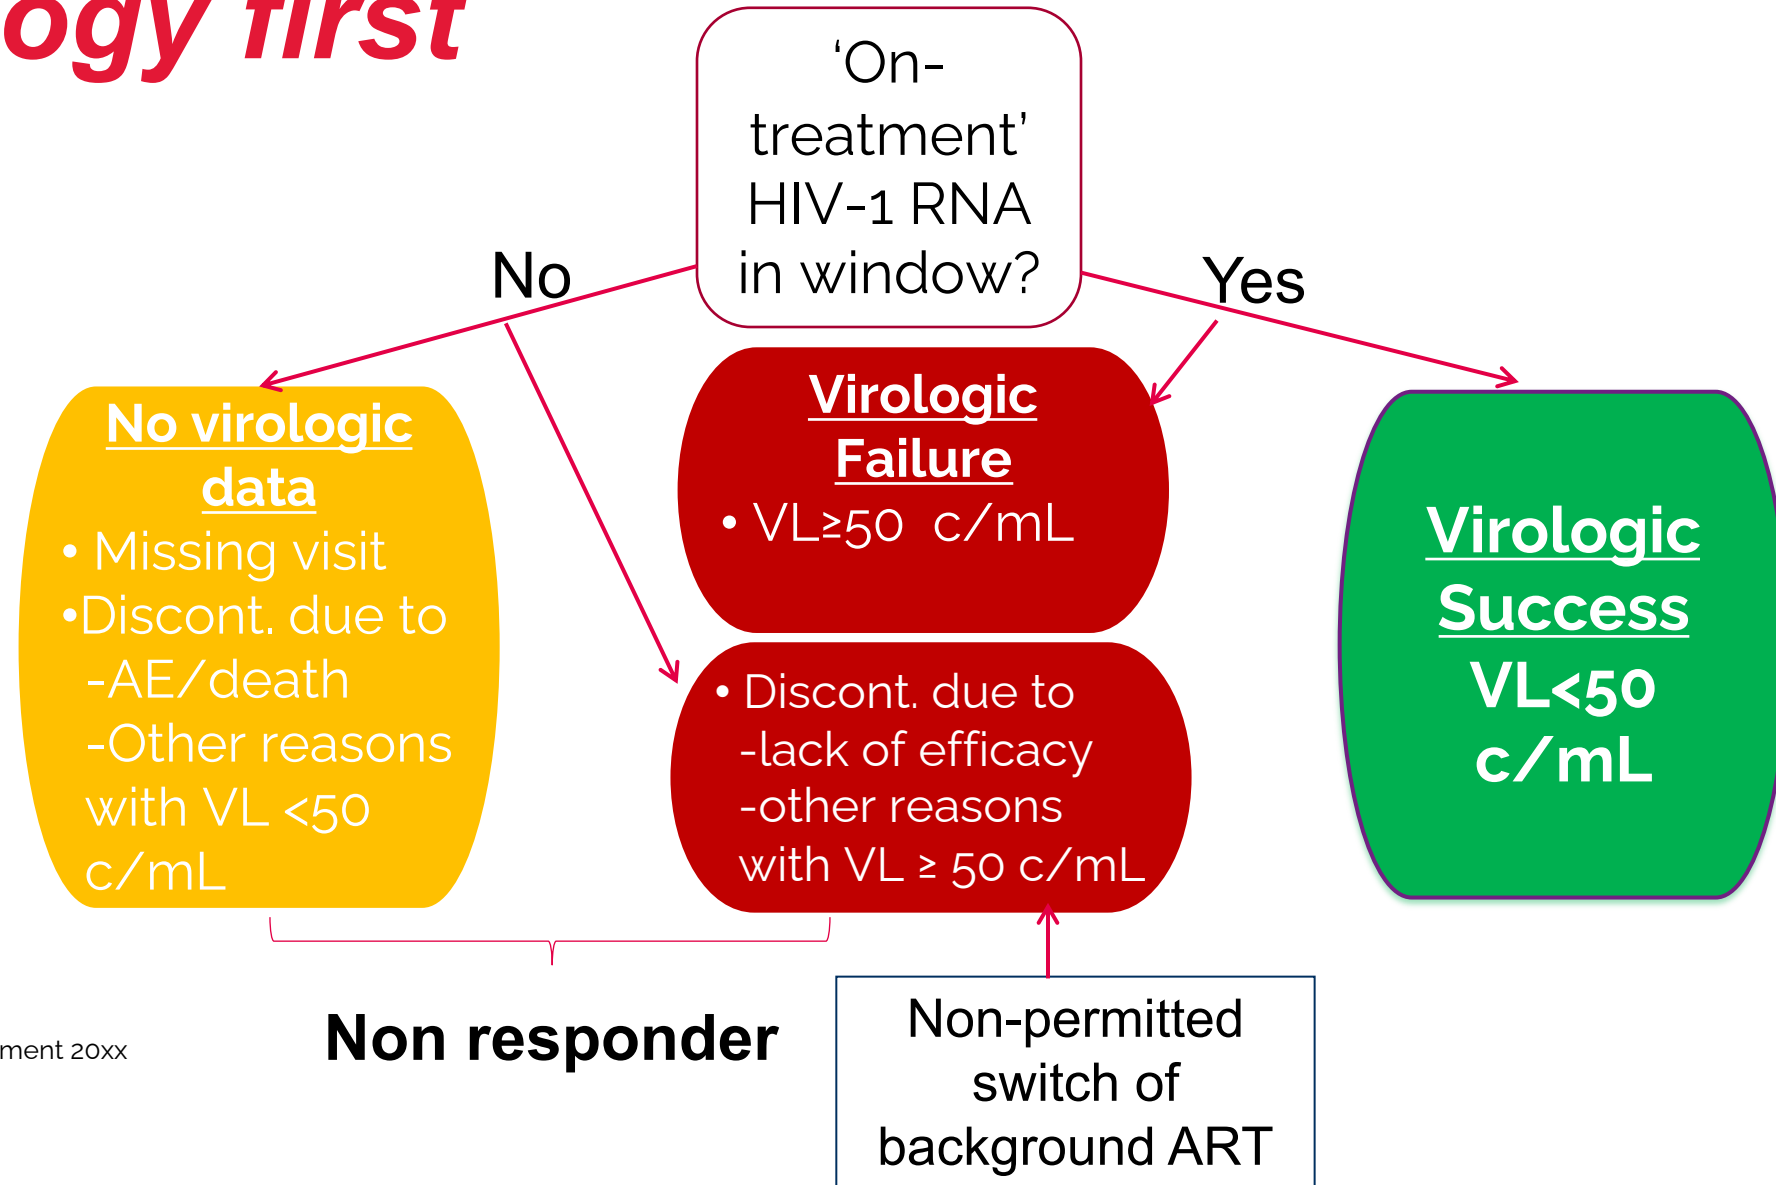 ogy first
‘On-
treatment’
HIV-1 RNA
in window?
No
Yes
No virologic
data
• Missing visit
•Discont. due to
-AE/death
-Other reasons
with VL <50
c/mL
Virologic
Failure
• VL≥50 c/mL
• Discont. due to
-lack of efficacy
-other reasons
with VL ≥ 50 c/mL
Virologic
Success
VL<50
c/mL
Non responder
Non-permitted
switch of
background ART
ment 20xx